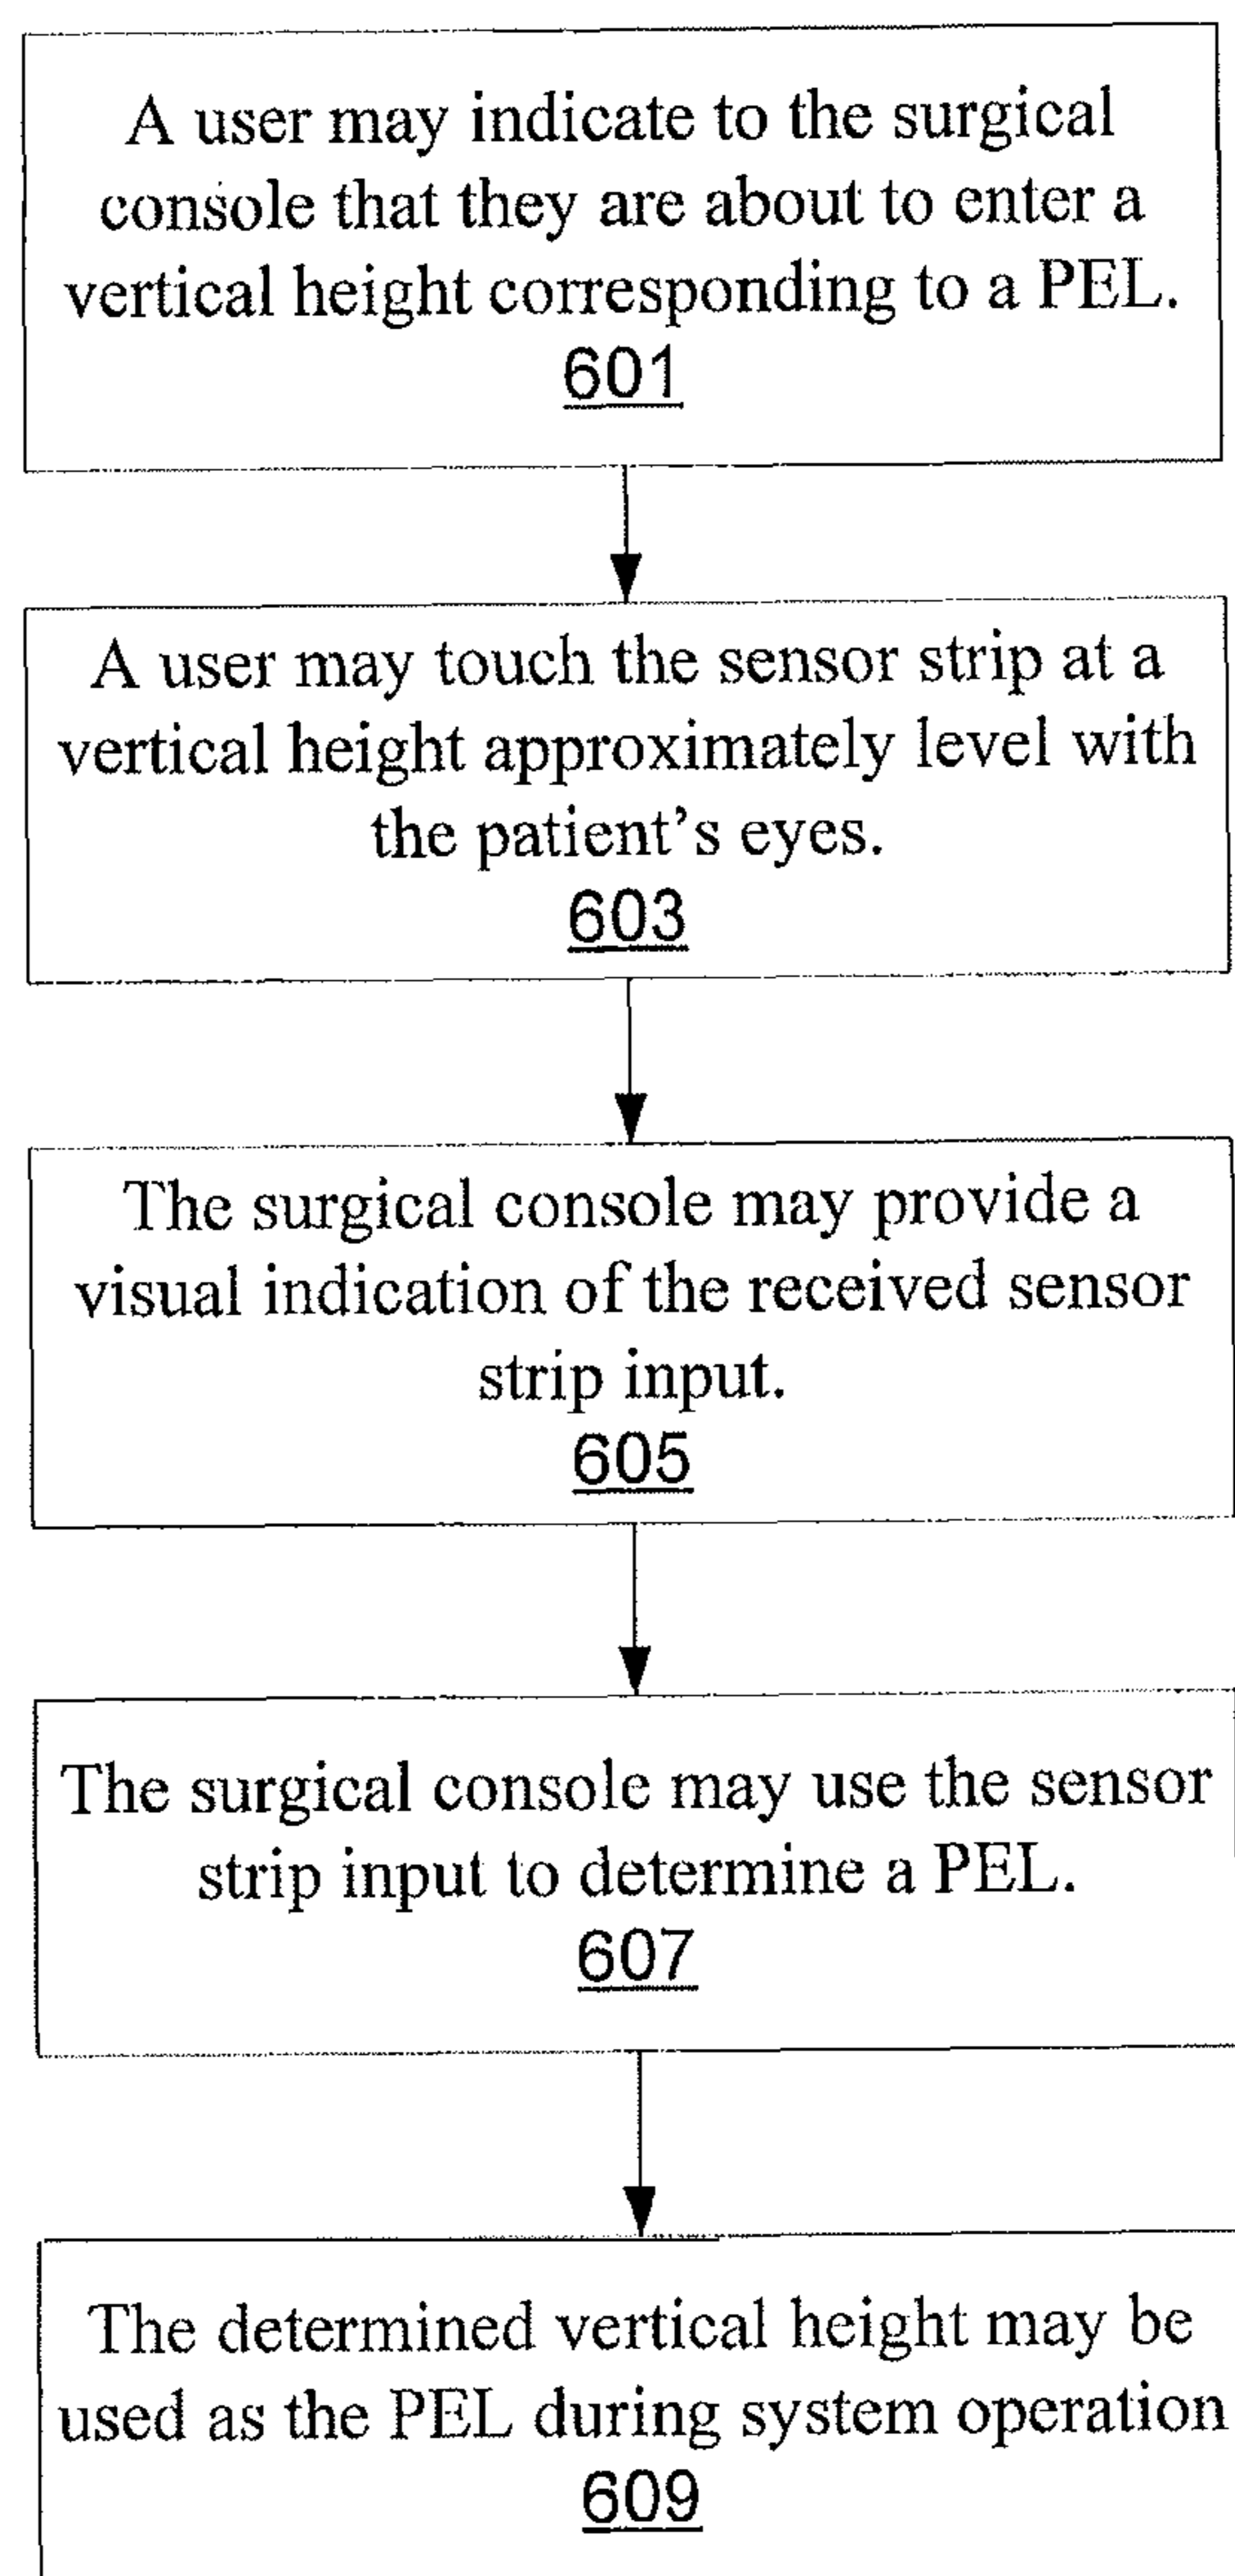 A user may indicate to the surgical
console that they are about to enter a
vertical height corresponding to a PEL.
601
A user may touch the sensor strip at a
vertical height approximately level with
the patient’s eyes.
603
The surgical console may provide a
visual indication of the received sensor
strip input.
605
The surgical console may use the sensor
strip input to determine a PEL.
607
The determined vertical height may be
used as the PEL during system operation
609